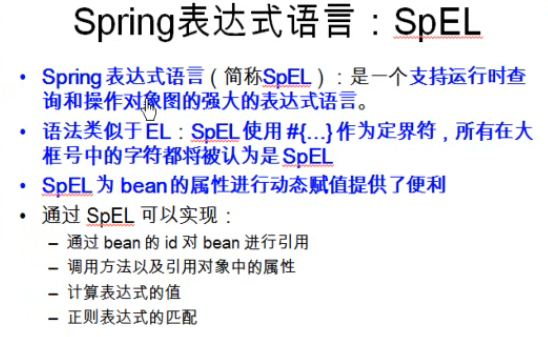 Spring表达式语言：SpEL
• Spring 表达式语言（简称SpEL）：是一个支持运行时查
询和操作对象图的强大的表达式语言。
• 语法类似于 EL：SpEL 使用 #{…} 作为定界符，所有在大
框号中的字符都将被认为是 SpEL
• SpEL 为 bean 的属性进行动态赋值提供了便利
• 通过 SpEL 可以实现：
– 通过 bean 的 id 对 bean 进行引用
– 调用方法以及引用对象中的属性
– 计算表达式的值
– 正则表达式的匹配